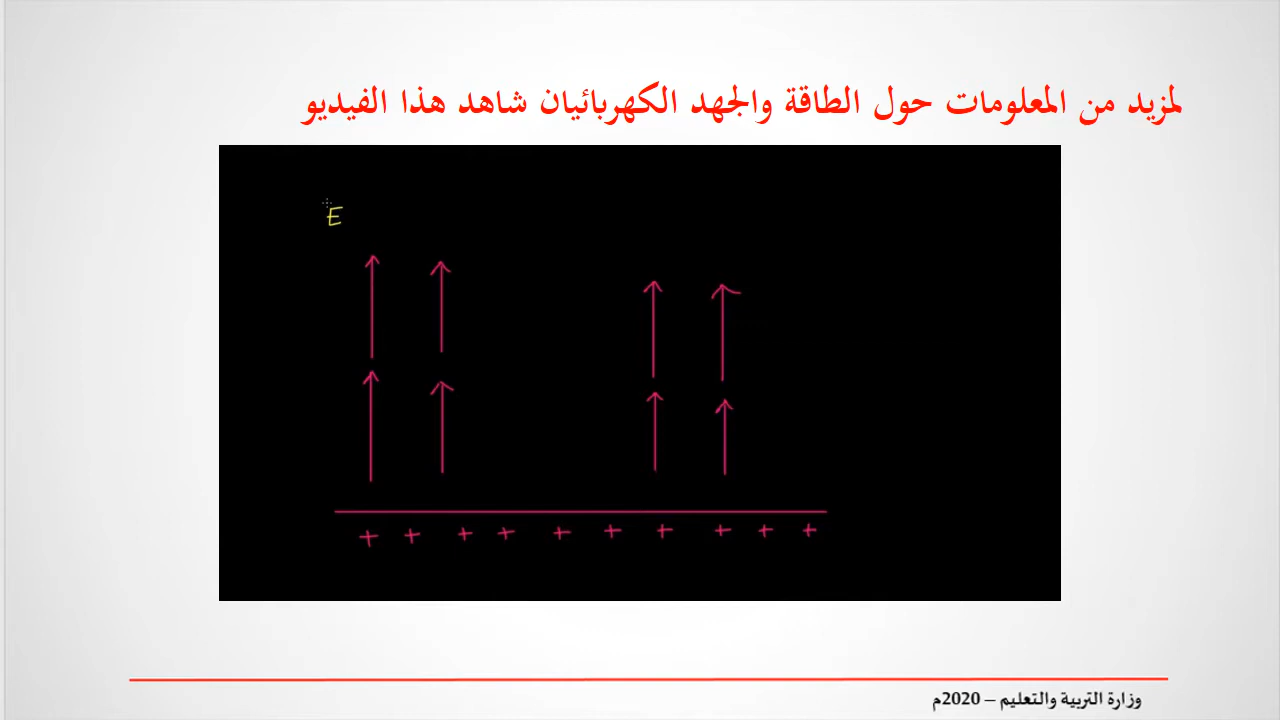 لمزيد من المعلومات حول الطاقة والجهد الكهربائيان شاهد هذا الفيديو
E
+ + + + + + + + + +
وزارة التربية والتعليم – 2020م